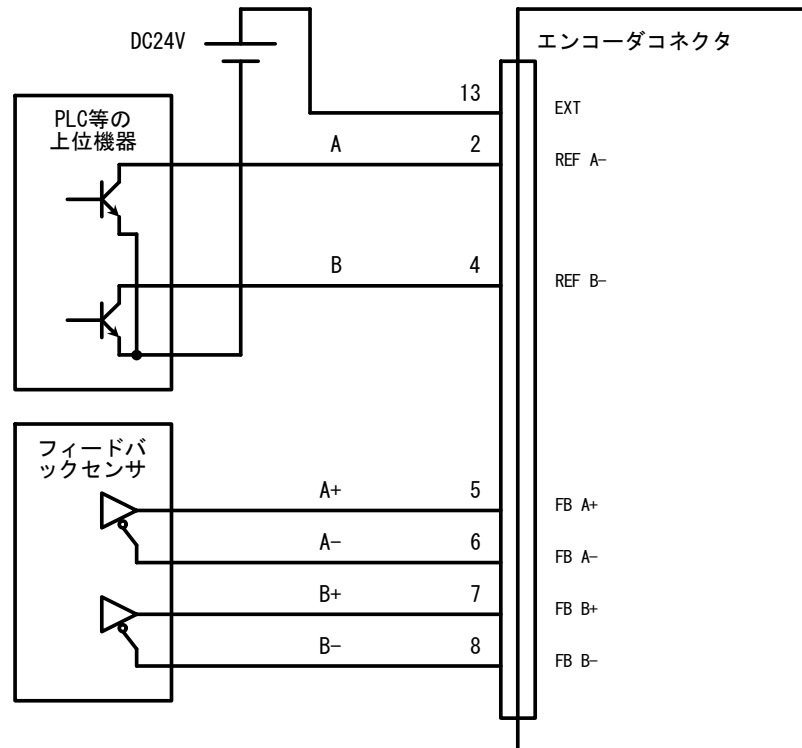 DC24V
エンコーダコネクタ
PLC等の
上位機器
13
EXT
A
2
REF A-
B
4
REF B-
フィードバ
ックセンサ
A+
5
FB A+
A-
6
FB A-
B+
7
FB B+
B-
8
FB B-